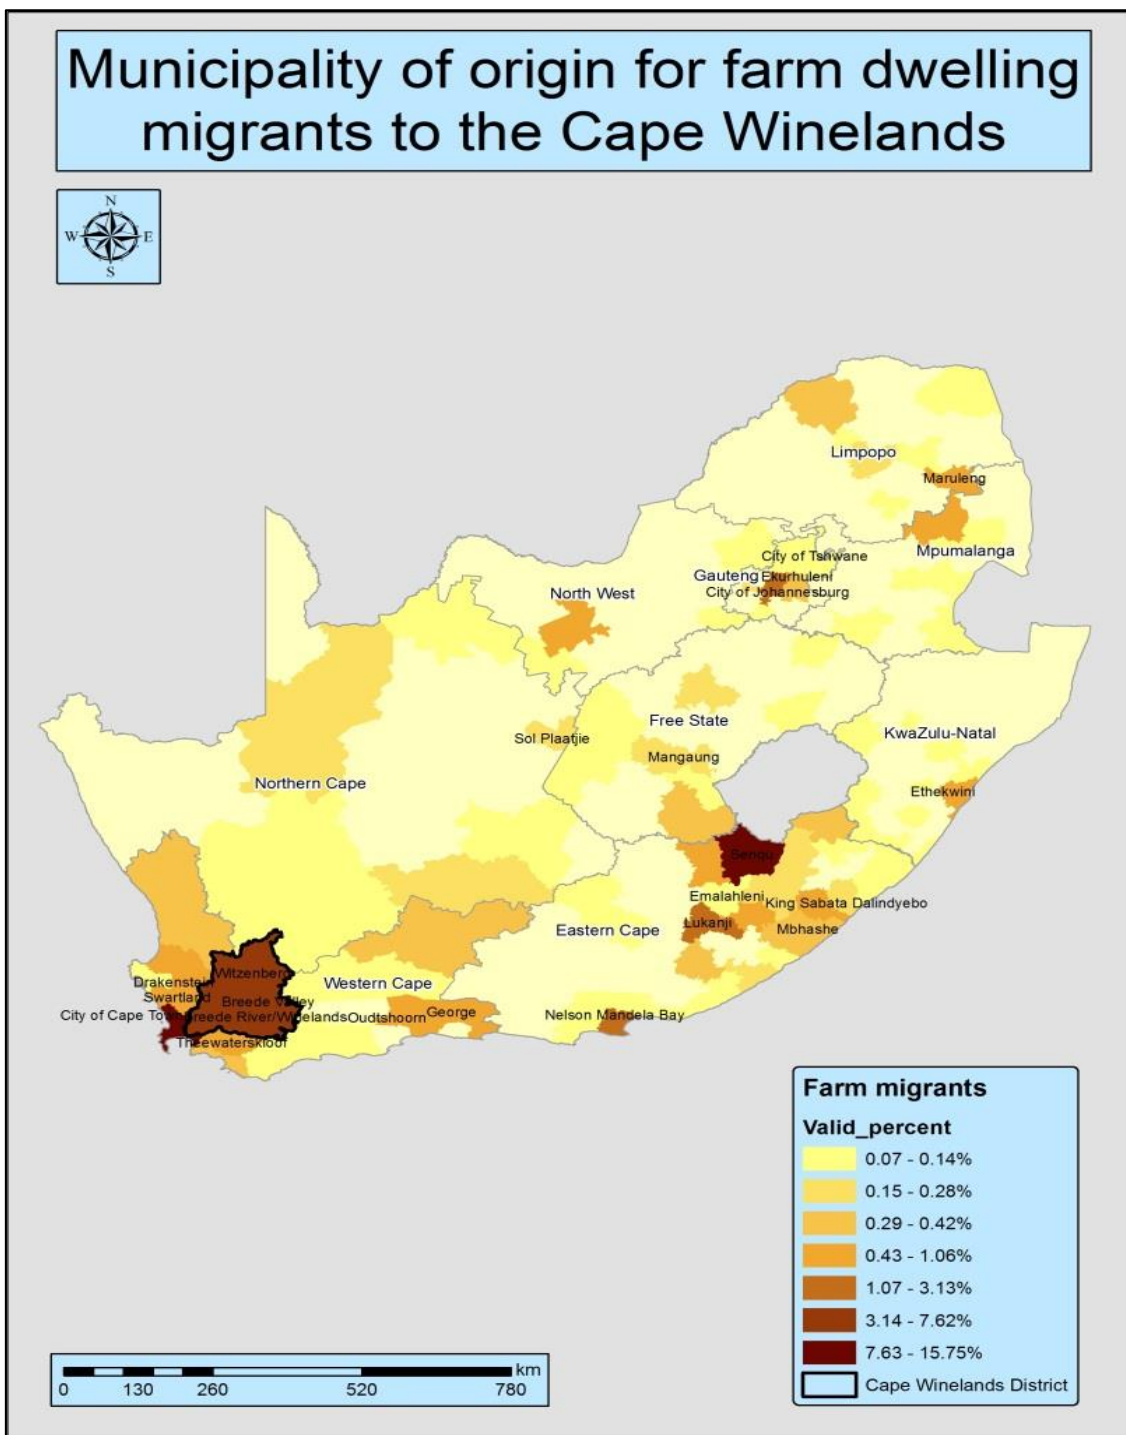 Municipality of origin for farm dwelling
migrants to the Cape Winelands
N
W E
S
Limpopo
Maruleng
Mpumalanga
City of Tshwane
Gauteng Ekurhuleni
City of Johannesburg
North West
Free State
Sol Plaatjie
KwaZulu-Natal
Mangaung
Northern Cape
Ethekwini
Senqu
Emalahleni
King Sabata Dalindyebo
Lukanji
Eastern Cape
Mbhashe
Witzenberg
Drakenstein
Western Cape
Swartland
Breede Valley
City of Cape Town
Breede River/Winelands
Oudtshoorn
George
Nelson Mandela Bay
Theewaterskloof
Farm migrants
Valid_percent
0.07 - 0.14%
0.15 - 0.28%
0.29 - 0.42%
0.43 - 1.06%
1.07 - 3.13%
3.14 - 7.62%
7.63 - 15.75%
Cape Winelands District
km
0 130 260 520 780